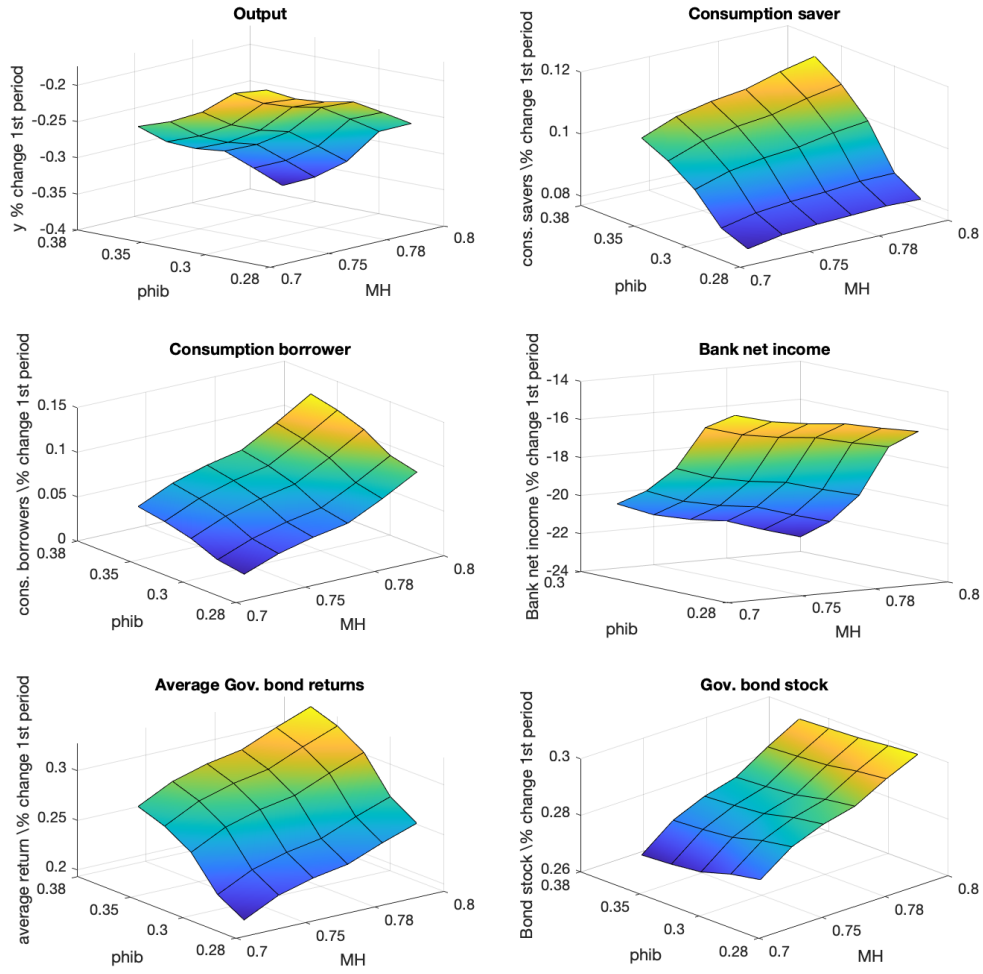 Output
y % change 1st period
-0.2
-0.25
-0.3
-0.35
-0.4
0.38
0.35
0.3
0.28
phib
0.7
0.75
0.78
0.8
MH
Consumption saver
cons. savers \% change 1st period
0.12
0.1
0.08
0.38
0.35
0.3
0.28
phib
0.7
0.75
0.78
0.8
MH
Consumption borrower
cons. borrowers \% change 1st period
0.15
0.1
0.05
0
0.38
0.35
0.3
0.28
phib
0.7
0.75
0.78
0.8
MH
Bank net income
Bank net income \% change 1st period
-14
-16
-18
-20
-22
-24
0.3
0.28
phib
0.7
0.75
0.78
0.8
MH
Average Gov. bond returns
average return \% change 1st period
0.3
0.25
0.2
0.38
0.35
0.3
0.28
phib
0.7
0.75
0.78
0.8
MH
Gov. bond stock
Bond stock \% change 1st period
0.3
0.28
0.26
0.38
0.35
0.3
0.28
phib
0.7
0.75
0.78
0.8
MH